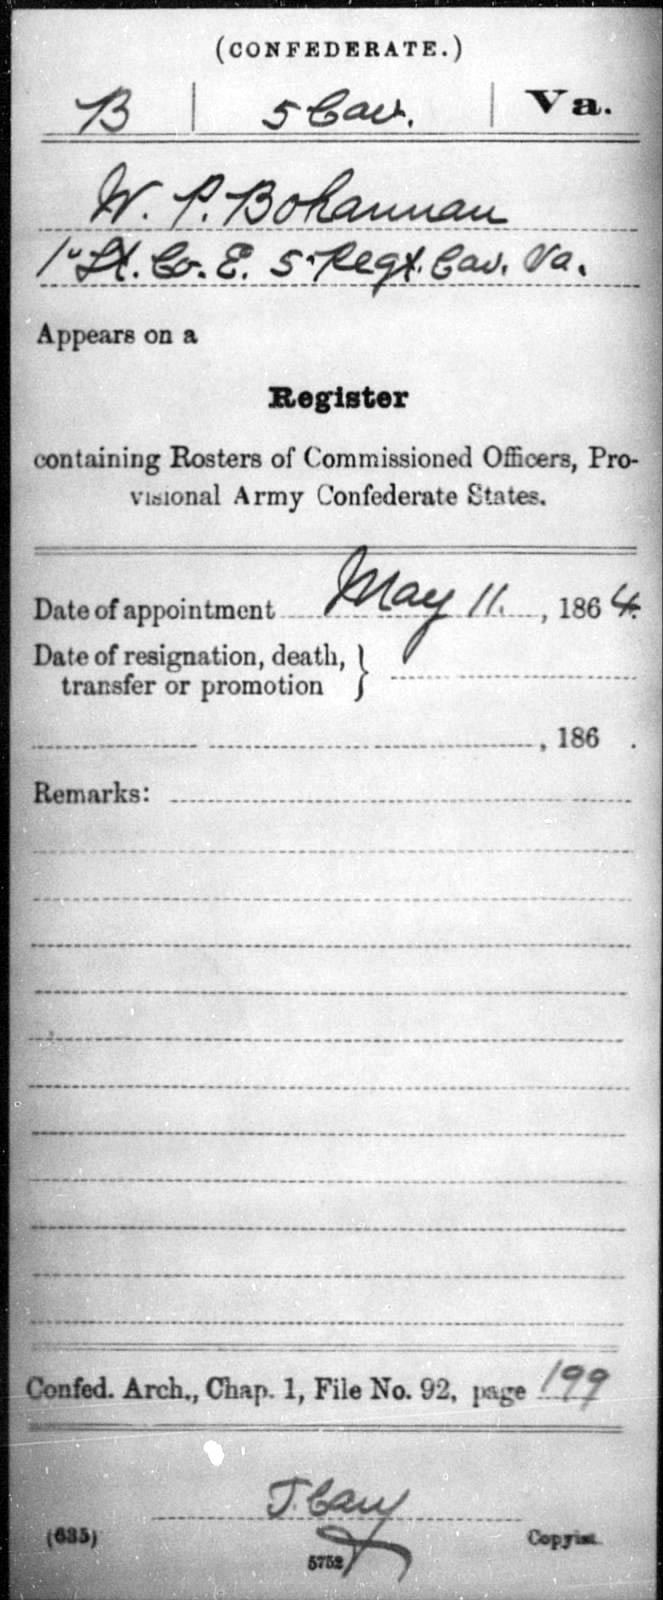 (CONFEDERATE.)
B | 5 Cav. | Va.
W. P. Bohannan
1" Lt. Co. E. 5" Regt. Cav. Va.
Appears on a
Register
containing Rosters of Commissioned Officers, Pro-
visional Army Confederate States.
Date of appointment May 11, 1864.
Date of resignation, death,
transfer or promotion }
, 186 .
Remarks:
Confed. Arch., Chap. 1, File No. 92, page 199
J. Cary
(635) Copyist.
5752